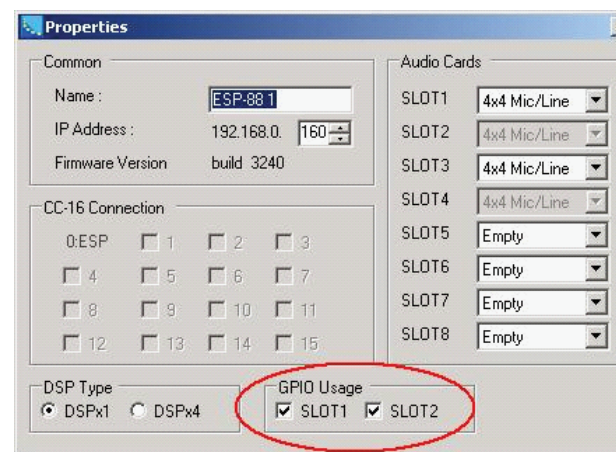 Properties
Common
Name :
ESP-88 1
IP Address :
192.168.0. 160
Firmware Version build 3240
CC-16 Connection
0:ESP 1 2 3
4 5 6 7
8 9 10 11
12 13 14 15
Audio Cards
SLOT1 4x4 Mic/Line
SLOT2 4x4 Mic/Line
SLOT3 4x4 Mic/Line
SLOT4 4x4 Mic/Line
SLOT5 Empty
SLOT6 Empty
SLOT7 Empty
SLOT8 Empty
DSP Type
DSPx1 DSPx4
GPIO Usage
SLOT1 SLOT2